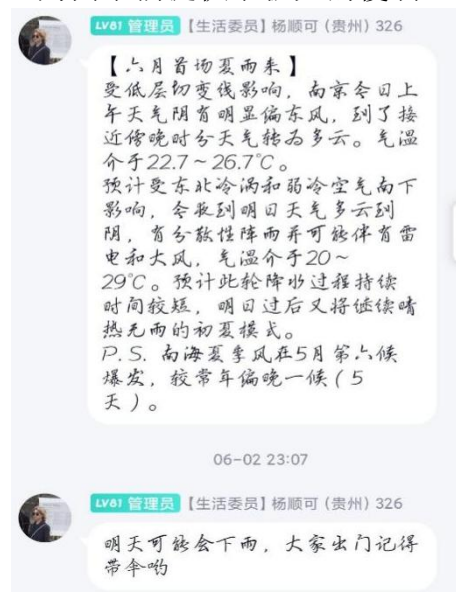 LV81 管理员 【生活委员】杨顺可 (贵州) 326
【六月首场夏雨来】
受低层切变线影响，南京今日上
午天气阴有明显偏东风，到了接
近傍晚时分天气转为多云。气温
介于22.7~26.7℃。
预计受东北冷涡和弱冷空气南下
影响，今夜到明日天气多云到
阴，有分散性阵雨并可能伴有雷
电和大风，气温介于20~
29℃。预计此轮降水过程持续
时间较短，明日过后又将继续晴
热无雨的初夏模式。
P.S. 南海夏季风在5月第六候
爆发，较常年偏晚一候（5
天）。
06-02 23:07
LV81 管理员 【生活委员】杨顺可 (贵州) 326
明天可能会下雨，大家出门记得
带伞哟